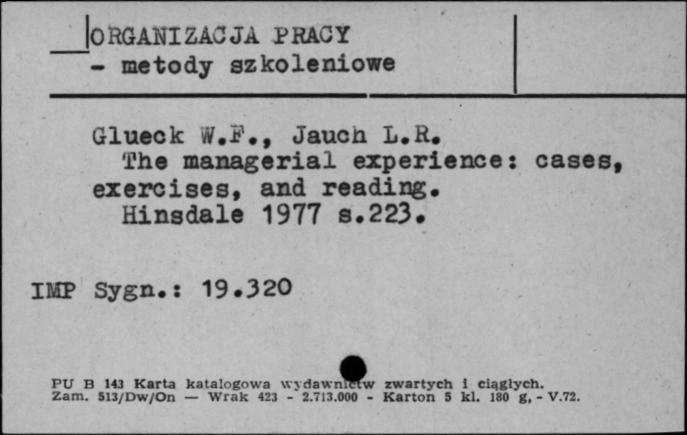 ORGANIZACJA PRACY
- metody szkoleniowe
Glueck W.F., Jauch L.R.
The managerial experience: cases,
exercises, and reading.
Hinsdale 1977 s.223.
IMP Sygn.: 19.320
PU B 143 Karta katalogowa wydawnictw zwartych i ciągłych.
Zam. 513/Dw/On — Wrak 423 - 2.713.000 - Karton 5 kl. 180 g, - V.72.